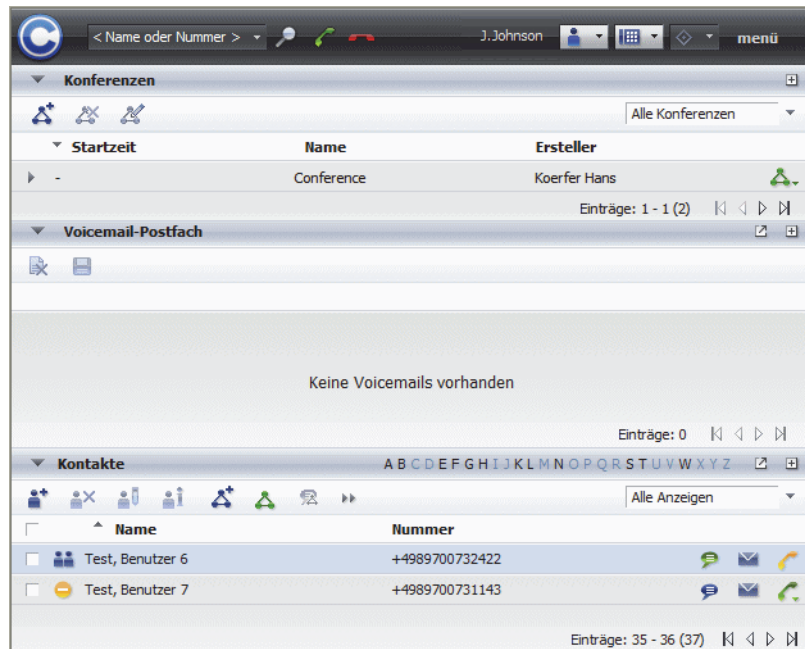 C < Name oder Nummer > J.Johnson menü
Konferenzen
Alle Konferenzen
Startzeit Name Ersteller
- Conference Koerfer Hans
Einträge: 1 - 1 (2)
Voicemail-Postfach
Keine Voicemails vorhanden
Einträge: 0
Kontakte A B C D E F G H I J K L M N O P Q R S T U V W X Y Z
Alle Anzeigen
Name Nummer
Test, Benutzer 6 +4989700732422
Test, Benutzer 7 +4989700731143
Einträge: 35 - 36 (37)